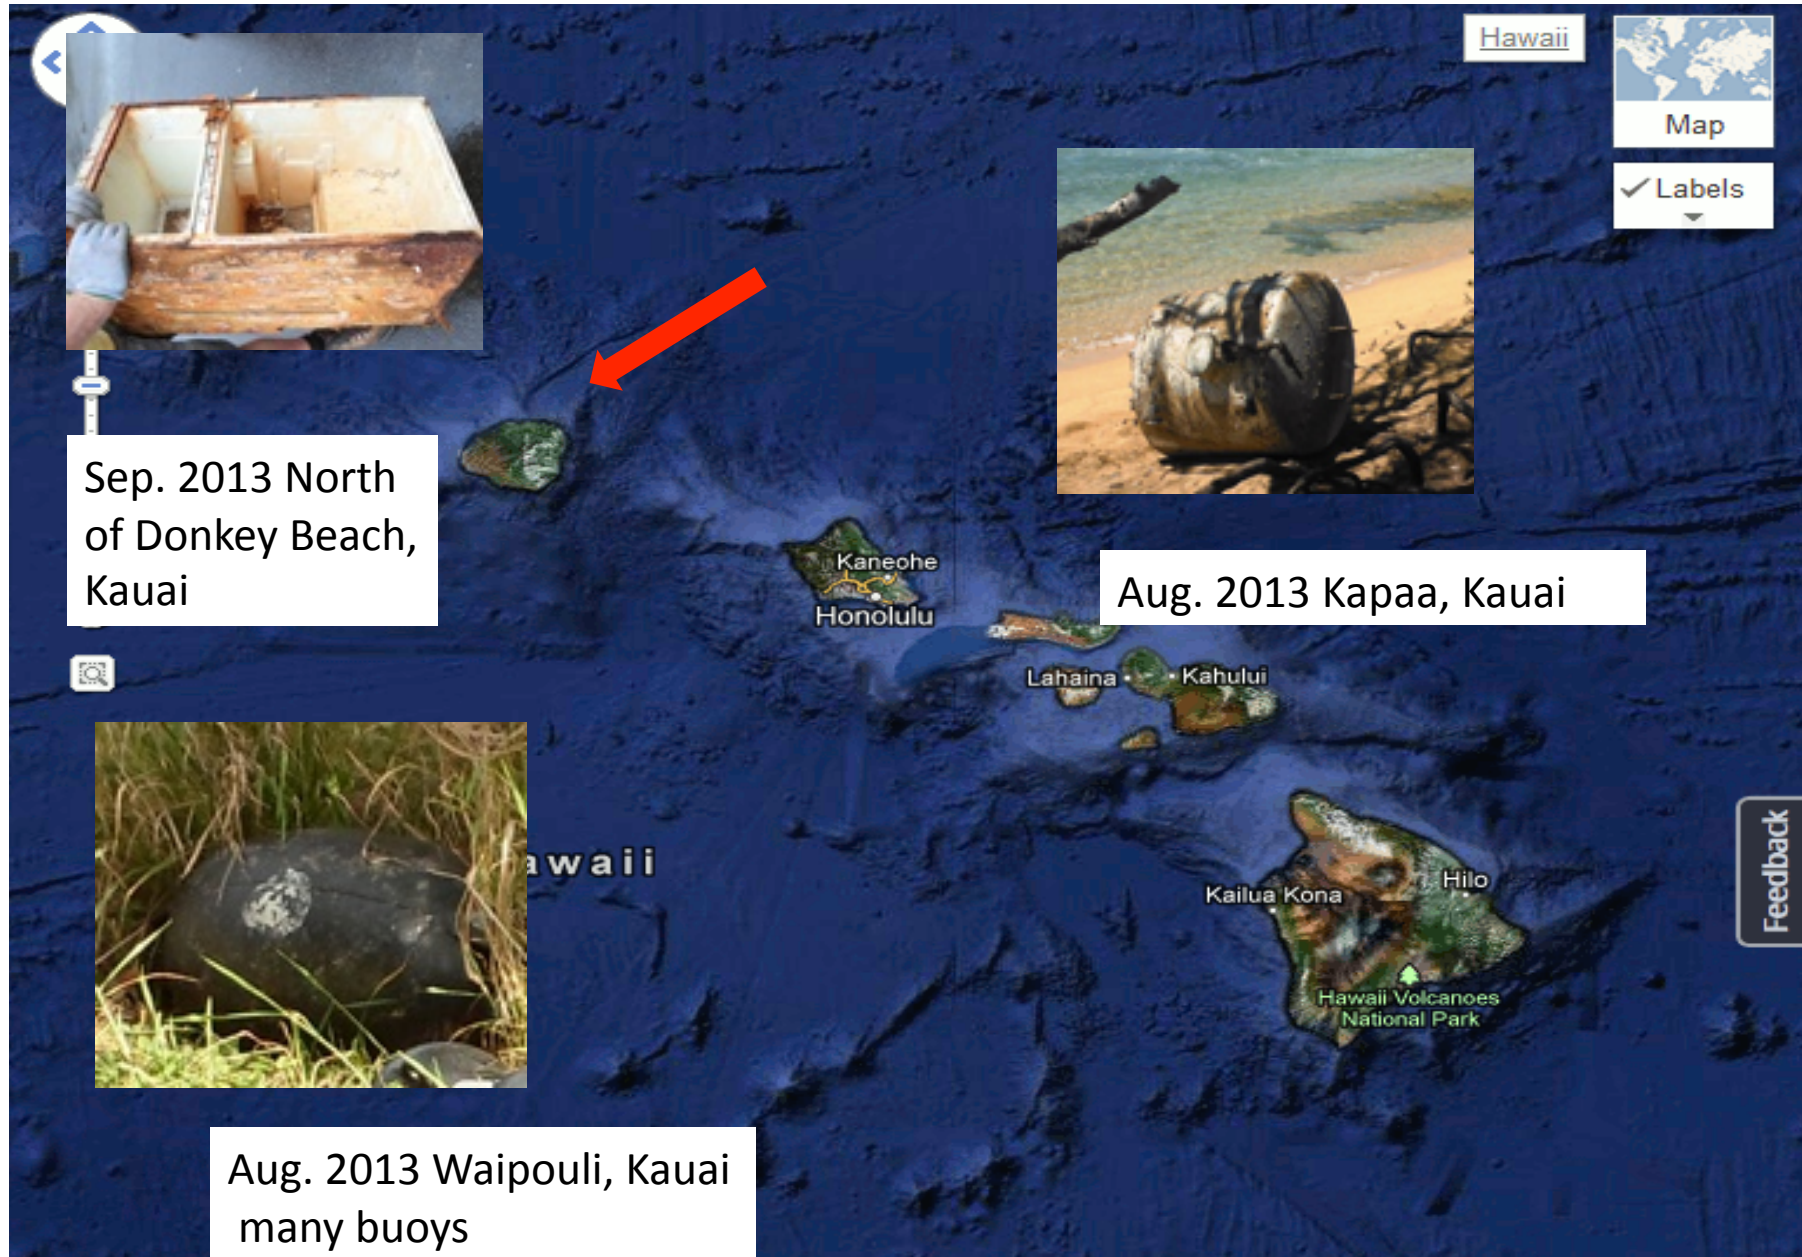 Hawaii
Map
Labels
Sep. 2013 North
of Donkey Beach,
Kauai
Aug. 2013 Kapaa, Kauai
Kaneohe
Honolulu
Lahaina
Kahului
awaii
Kailua Kona
Hilo
Hawaii Volcanoes
National Park
Feedback
Aug. 2013 Waipouli, Kauai
many buoys